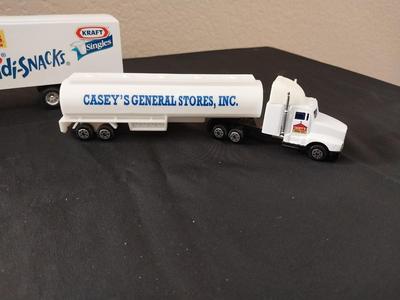 di-SNACKS
KRAFT
Singles
CASEY'S GENERAL STORES, INC.